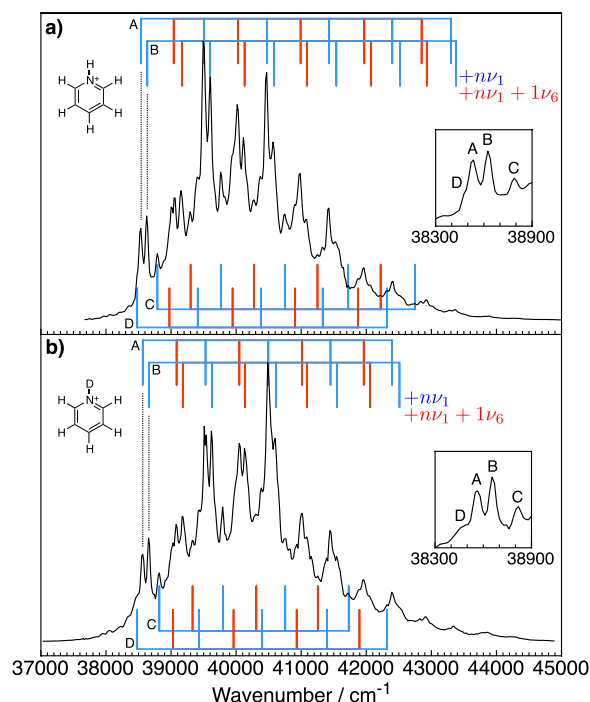 a)
A
B
H
H N⁺ H
H H
H
+nν₁
+nν₁ + 1ν₆
B
A
C
D
38300 38900
C
D
b)
A
B
D
H N⁺ H
H H
H
+nν₁
+nν₁ + 1ν₆
B
A
C
D
38300 38900
C
D
37000 38000 39000 40000 41000 42000 43000 44000 45000
Wavenumber / cm⁻¹